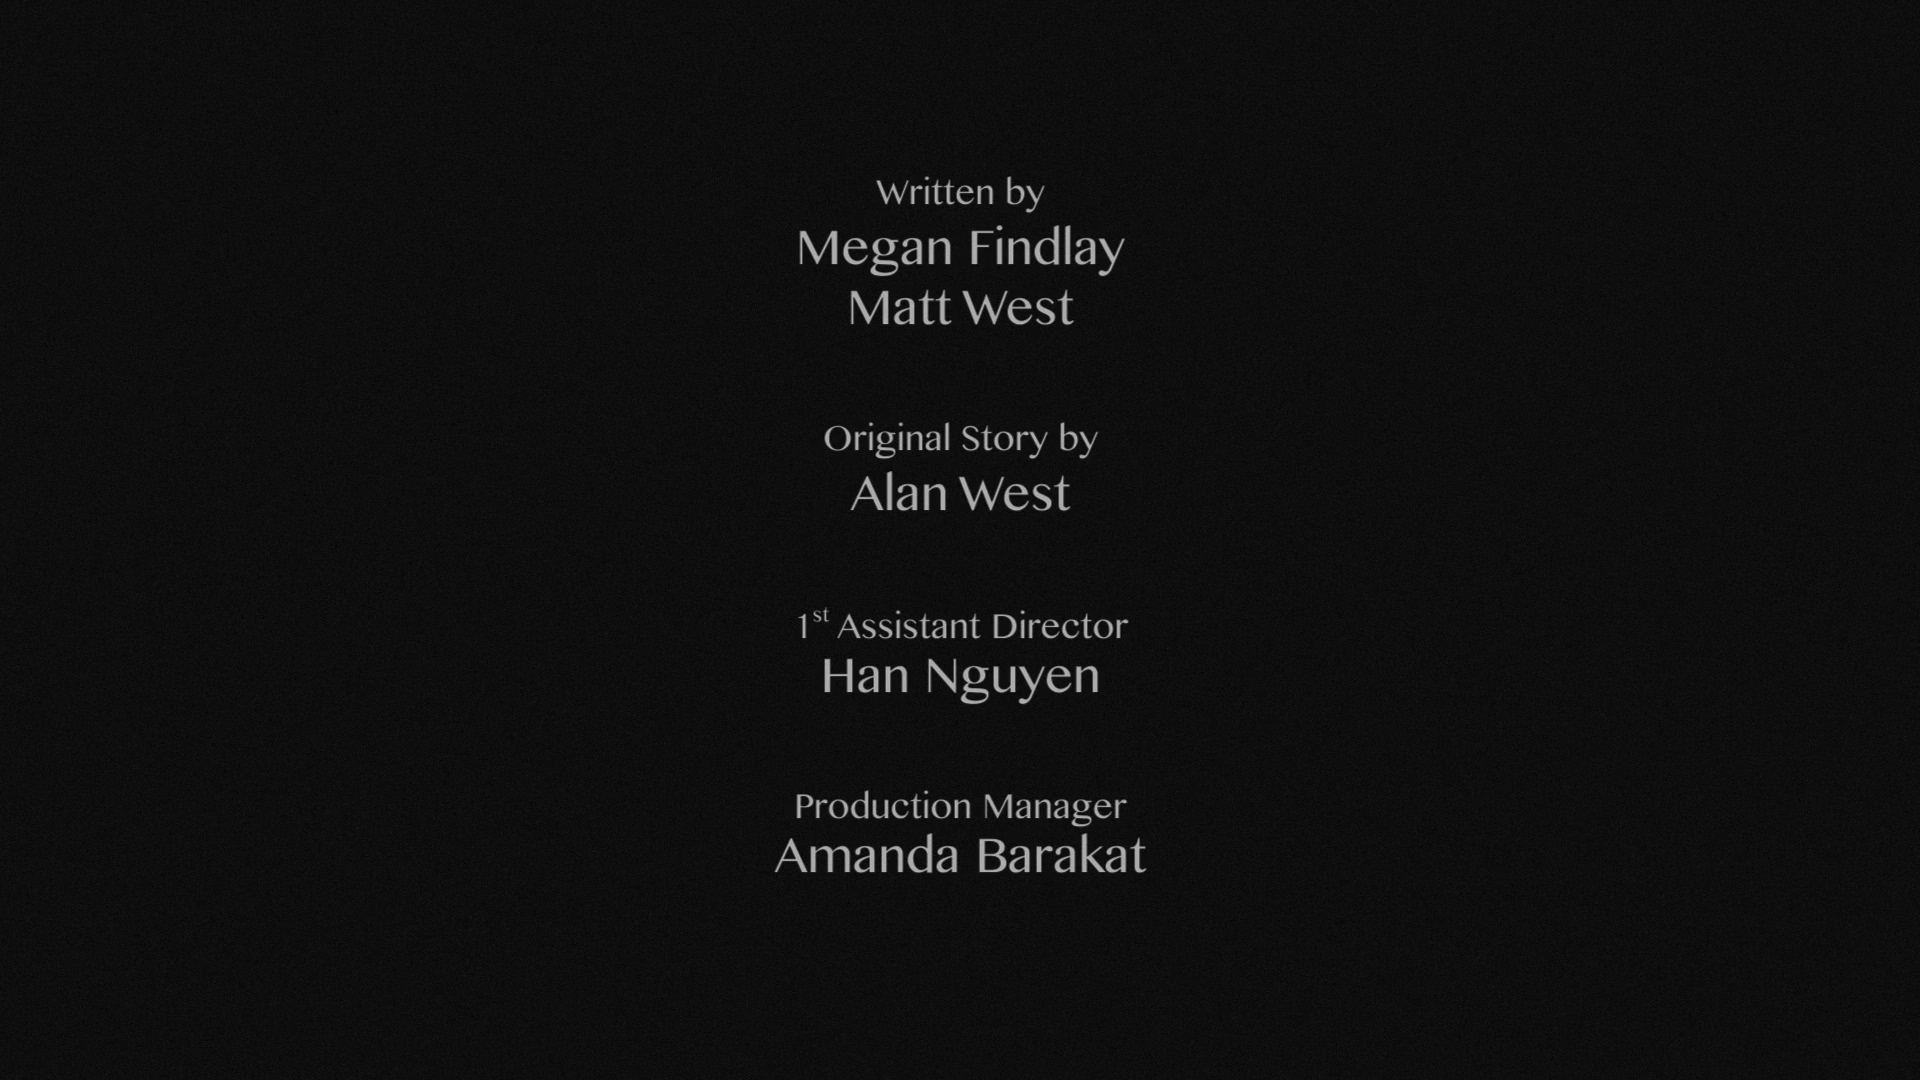 Written by
Megan Findlay
Matt West
Original Story by
Alan West
1st Assistant Director
Han Nguyen
Production Manager
Amanda Barakat